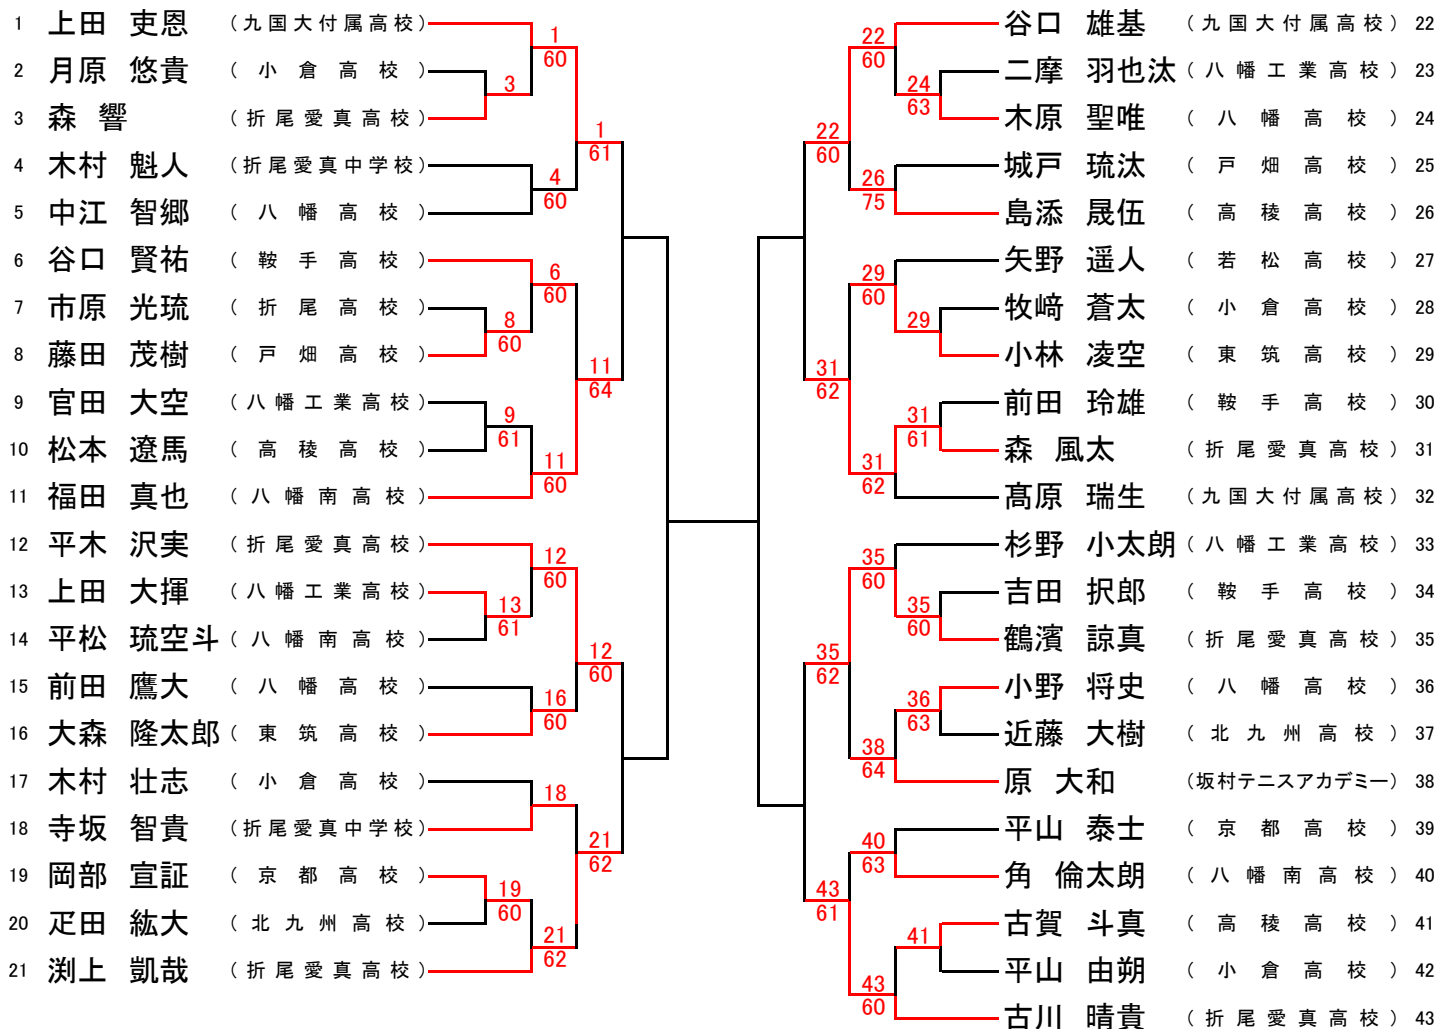 1 上田 吏恩 (九国大付属高校)
2 月原 悠貴 (小倉高校)
3 森 響 (折尾愛真高校)
4 木村 魁人 (折尾愛真中学校)
5 中江 智郷 (八幡高校)
6 谷口 賢祐 (鞍手高校)
7 市原 光琉 (折尾高校)
8 藤田 茂樹 (戸畑高校)
9 官田 大空 (八幡工業高校)
10 松本 遼馬 (高稜高校)
11 福田 真也 (八幡南高校)
12 平木 沢実 (折尾愛真高校)
13 上田 大揮 (八幡工業高校)
14 平松 琉空斗 (八幡南高校)
15 前田 鷹大 (八幡高校)
16 大森 隆太郎 (東筑高校)
17 木村 壮志 (小倉高校)
18 寺坂 智貴 (折尾愛真中学校)
19 岡部 宣証 (京都高校)
20 疋田 紘大 (北九州高校)
21 渕上 凱哉 (折尾愛真高校)
1
60
3
1
61
4
60
6
60
8
60
11
64
9
61
11
60
12
60
13
61
12
60
16
60
18
21
62
19
60
21
62
22
60
24
63
22
60
26
75
29
60
29
31
62
31
61
31
62
35
60
35
60
35
62
36
63
38
64
40
63
43
61
41
43
60
谷口 雄基 (九国大付属高校) 22
二摩 羽也汰 (八幡工業高校) 23
木原 聖唯 (八幡高校) 24
城戸 琉汰 (戸畑高校) 25
島添 晟伍 (高稜高校) 26
矢野 遥人 (若松高校) 27
牧﨑 蒼太 (小倉高校) 28
小林 凌空 (東筑高校) 29
前田 玲雄 (鞍手高校) 30
森 風太 (折尾愛真高校) 31
髙原 瑞生 (九国大付属高校) 32
杉野 小太朗 (八幡工業高校) 33
吉田 択郎 (鞍手高校) 34
鶴濱 諒真 (折尾愛真高校) 35
小野 将史 (八幡高校) 36
近藤 大樹 (北九州高校) 37
原 大和 (坂村テニスアカデミー) 38
平山 泰士 (京都高校) 39
角 倫太朗 (八幡南高校) 40
古賀 斗真 (高稜高校) 41
平山 由朔 (小倉高校) 42
古川 晴貴 (折尾愛真高校) 43